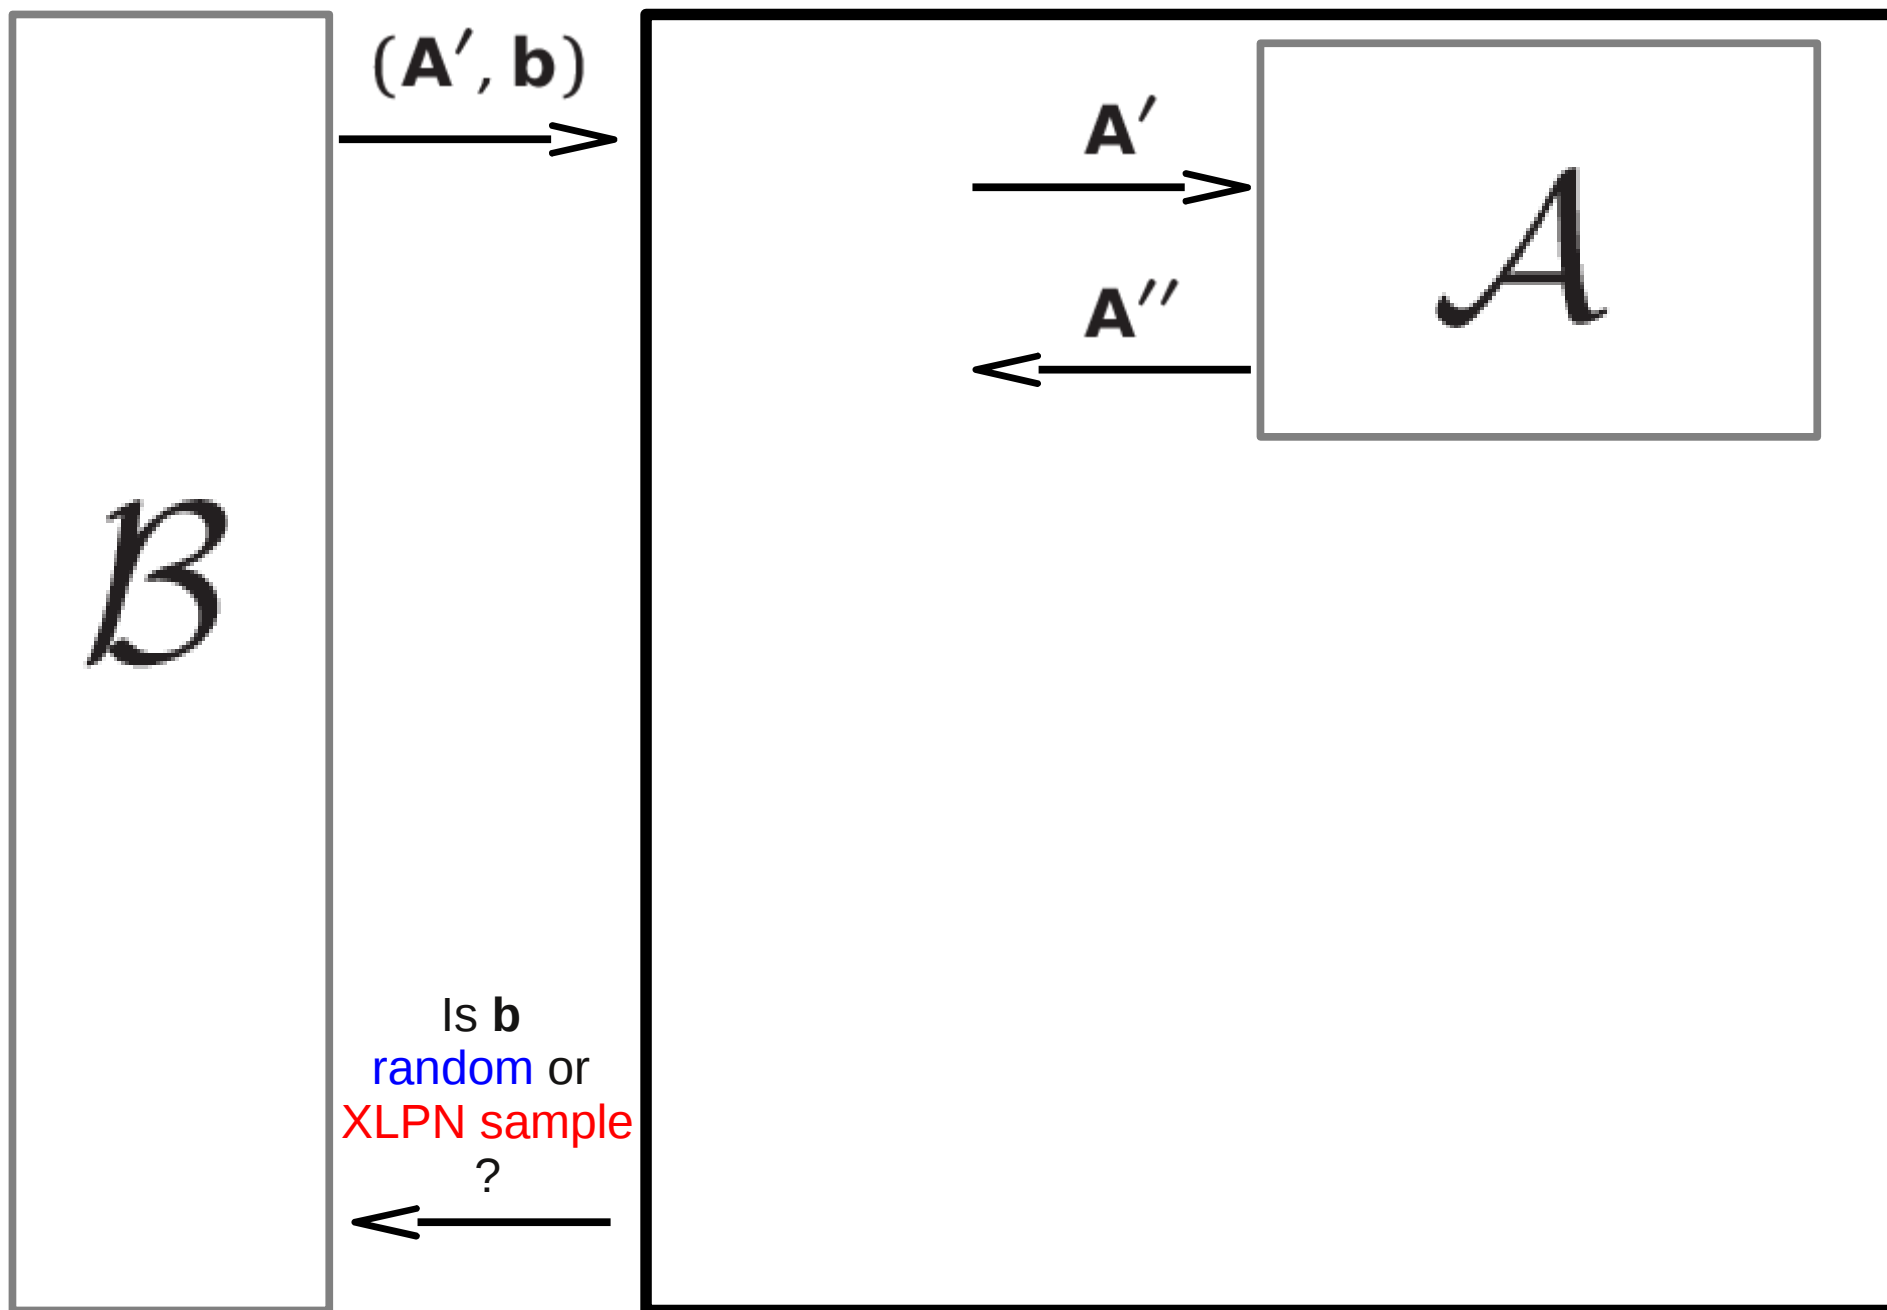 (A′, b)
A′
𝒜
A′′
ℬ
Is b
random or
XLPN sample
?